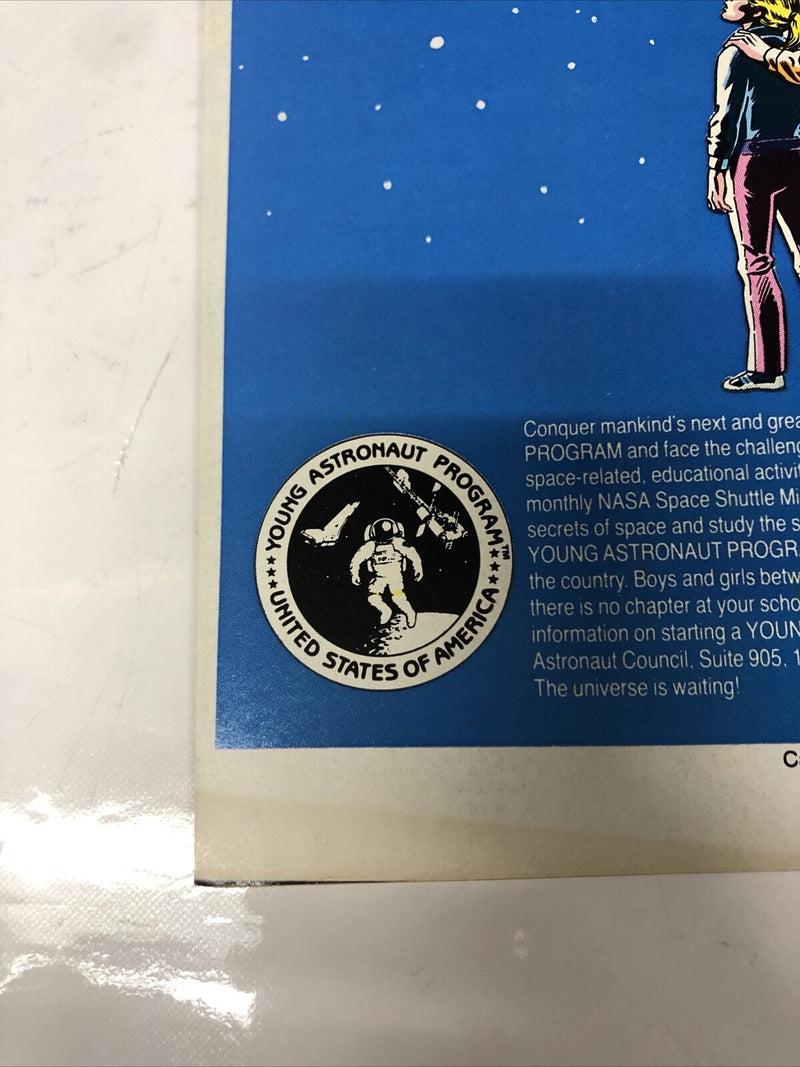 YOUNG ASTRONAUT PROGRAM™
UNITED STATES OF AMERICA
Conquer mankind's next and grea
PROGRAM and face the challeng
space-related, educational activit
monthly NASA Space Shuttle Mi
secrets of space and study the s
YOUNG ASTRONAUT PROGR
the country. Boys and girls betw
there is no chapter at your scho
information on starting a YOUN
Astronaut Council, Suite 905, 1
The universe is waiting!